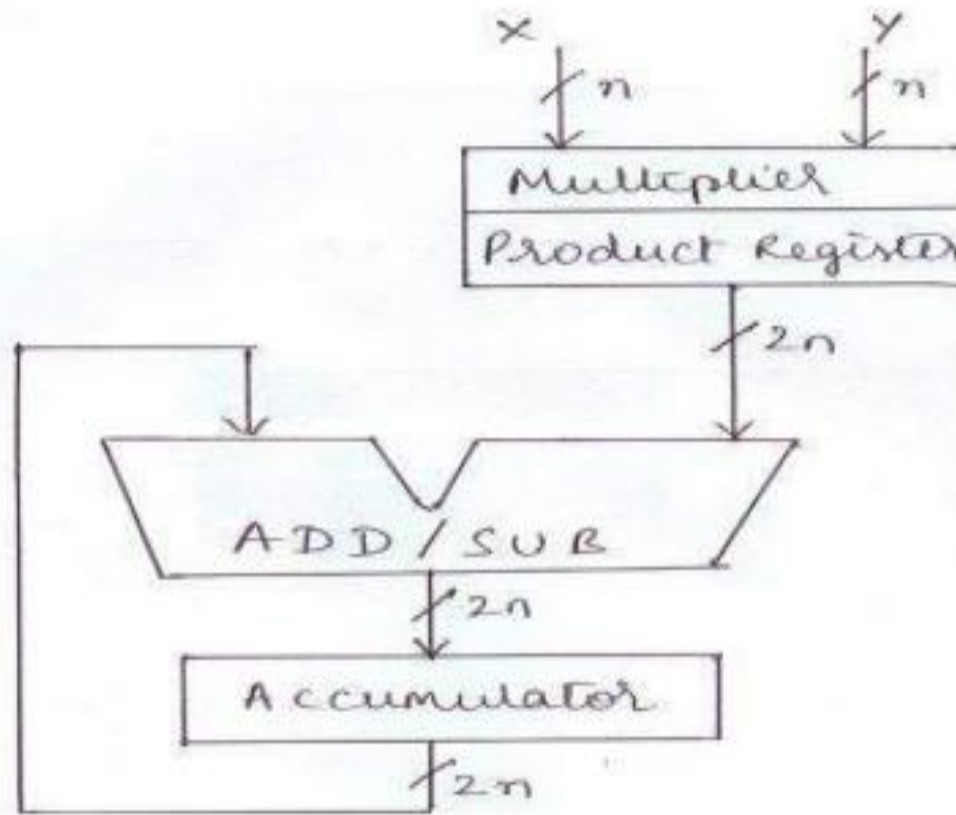 X Y
n n
Multiplier
Product Register
2n
ADD / SUB
2n
Accumulator
2n